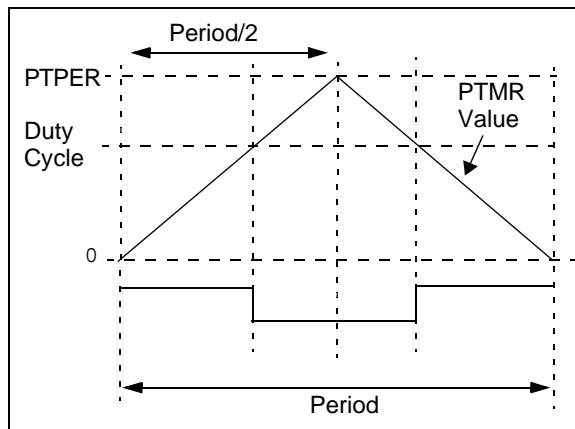 Period/2
PTPER
PTMR
Value
Duty
Cycle
0
Period